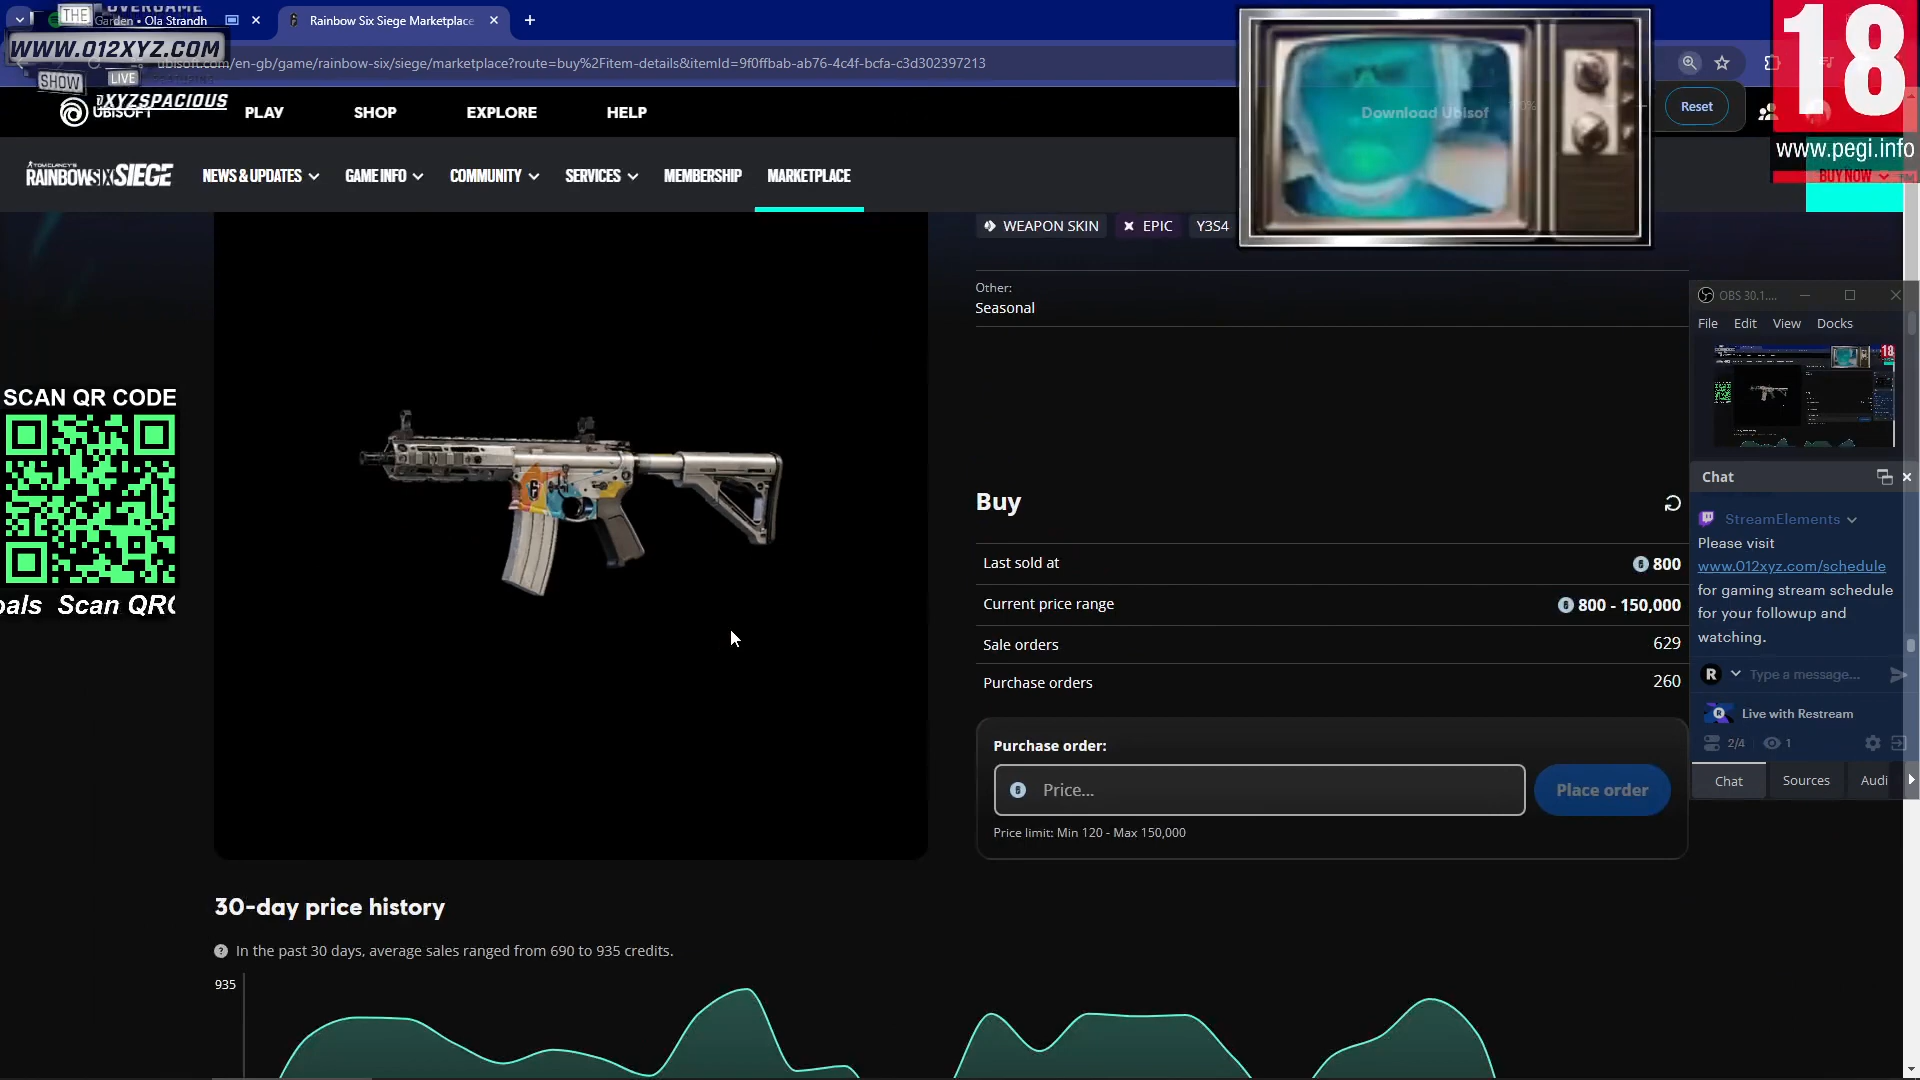 THE OVERGAME
Garden • Ola Strandh
Rainbow Six Siege Marketplace
WWW.012XYZ.COM
SHOW LIVE
ubisoft.com/en-gb/game/rainbow-six/siege/marketplace?route=buy%2Fitem-details&itemId=9f0ffbab-ab76-4c4f-bcfa-c3d302397213
XYZSPACIOUS
UBISOFT
PLAY
SHOP
EXPLORE
HELP
Download Ubisof
Reset
18
www.pegi.info
BUY NOW
TOM CLANCY'S
RAINBOW SIX SIEGE
NEWS & UPDATES
GAME INFO
COMMUNITY
SERVICES
MEMBERSHIP
MARKETPLACE
WEAPON SKIN
EPIC
Y3S4
Other:
Seasonal
OBS 30.1....
File Edit View Docks
SCAN QR CODE
oals Scan QRC
Buy
Last sold at
800
Current price range
800 - 150,000
Sale orders
629
Purchase orders
260
Purchase order:
Price...
Place order
Price limit: Min 120 - Max 150,000
Chat
StreamElements
Please visit
www.012xyz.com/schedule
for gaming stream schedule
for your followup and
watching.
R
Type a message...
Live with Restream
2/4
1
Chat
Sources
Audi
30-day price history
In the past 30 days, average sales ranged from 690 to 935 credits.
935